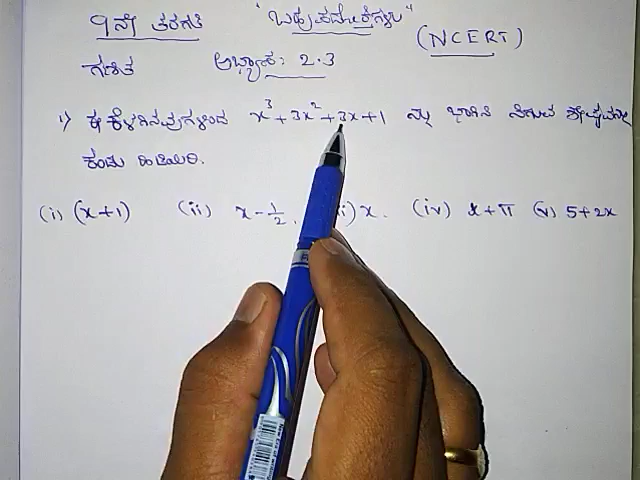 9ನೇ ತರಗತಿ "ಬಹುಪದೋಕ್ತಿಗಳು" (NCERT)
ಗಣಿತ ಅಭ್ಯಾಸ: 2.3
1) ಈ ಕೆಳಗಿನವುಗಳಿಂದ x³ + 3x² + 3x + 1 ನ್ನು ಭಾಗಿಸಿ ಸಿಗುವ ಶೇಷವನ್ನು
ಕಂಡು ಹಿಡಿಯಿರಿ.
(i) (x+1) (ii) x - 1/2. i) x. (iv) x + π (v) 5 + 2x